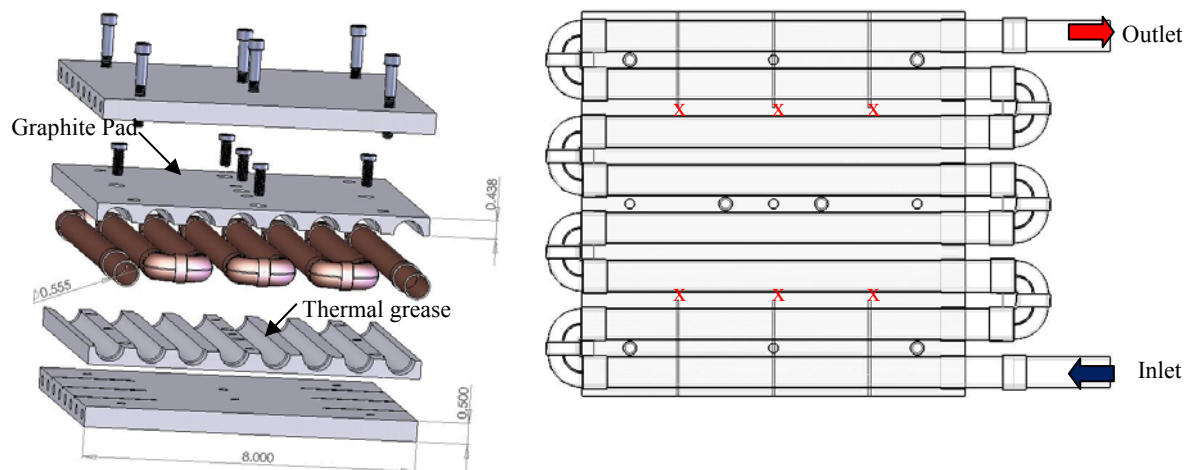 Graphite Pad
0.438
0.555
Thermal grease
0.500
8.000
Outlet
x x x
x x x
Inlet